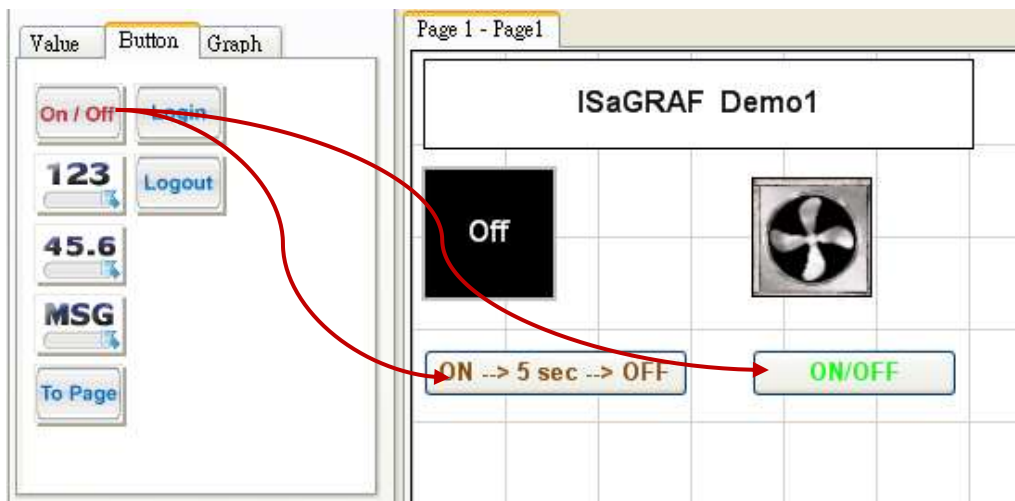 Value Button Graph
On / Off Login
123 Logout
45.6
MSG
To Page
Page 1 - Page1
ISaGRAF Demo1
Off
ON --> 5 sec --> OFF ON/OFF